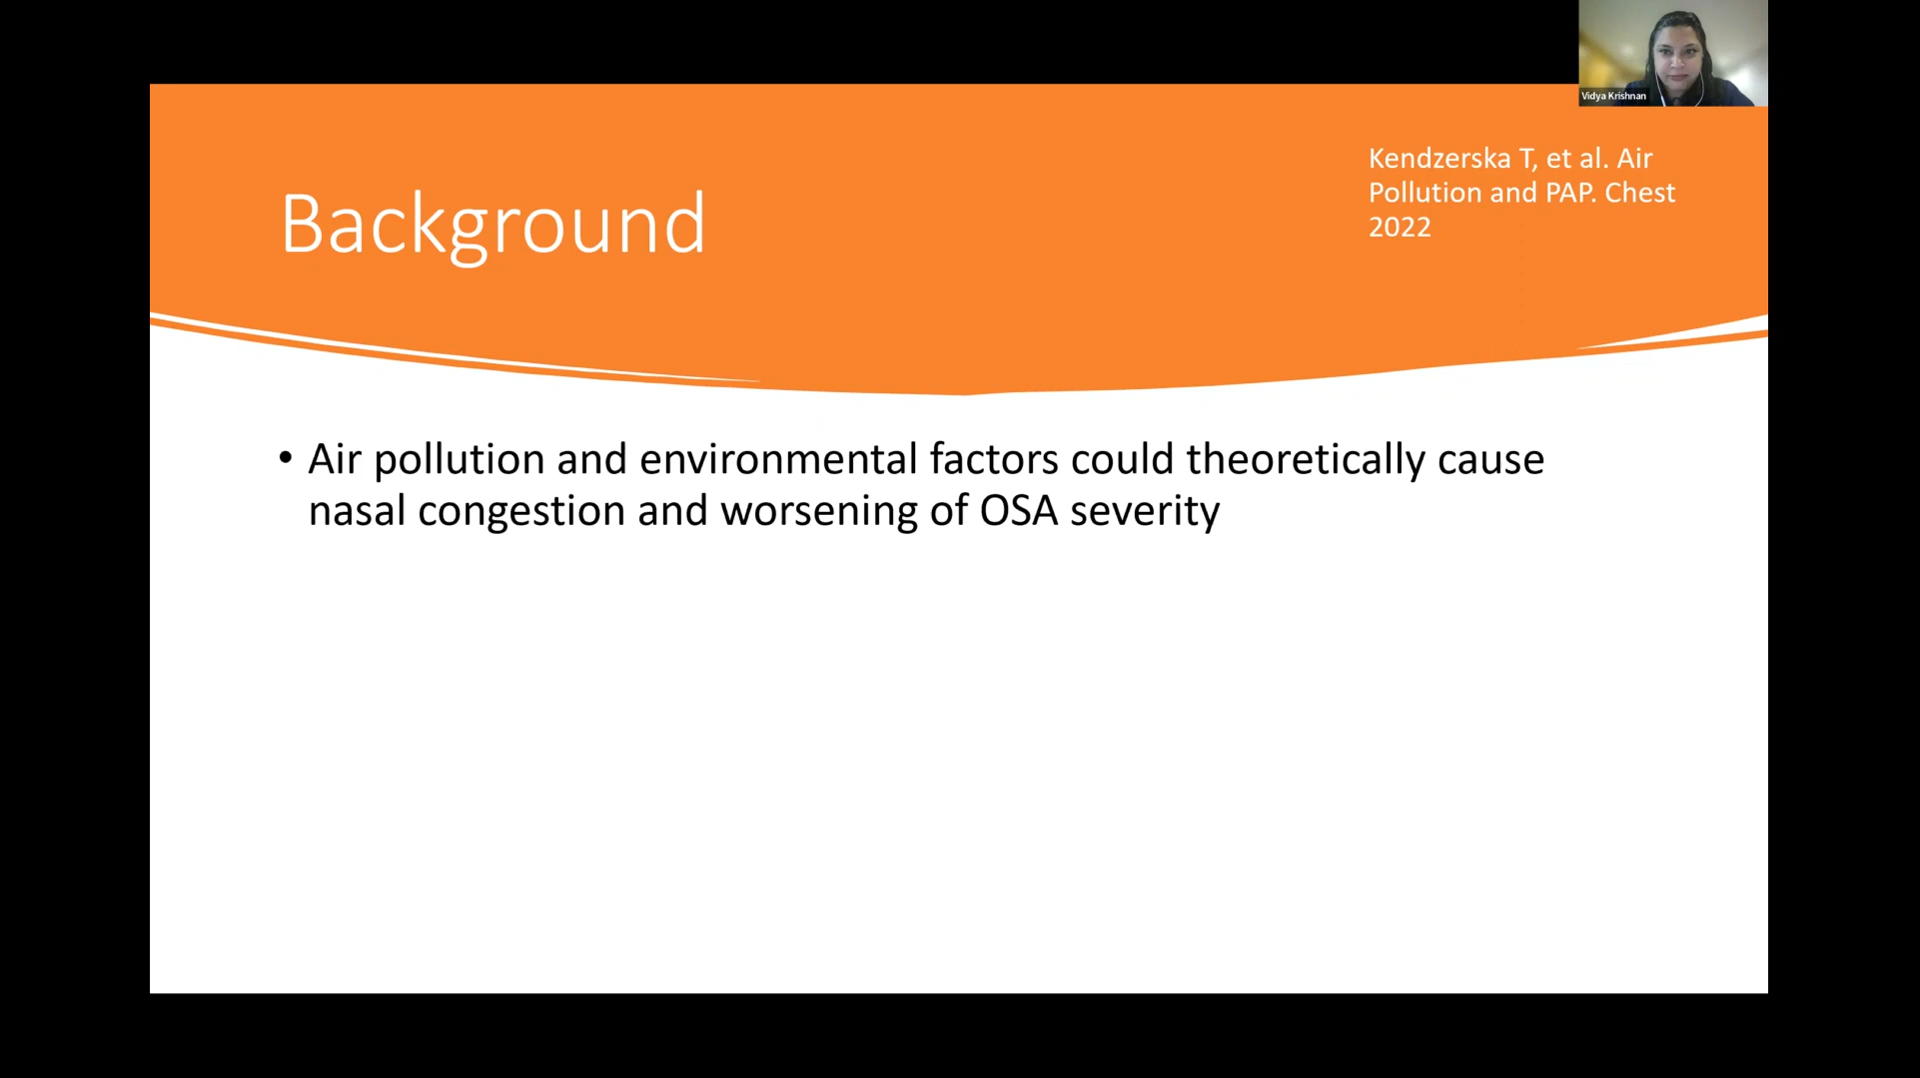 Vidya Krishnan
Kendzerska T, et al. Air
Pollution and PAP. Chest
2022
Background
• Air pollution and environmental factors could theoretically cause
nasal congestion and worsening of OSA severity